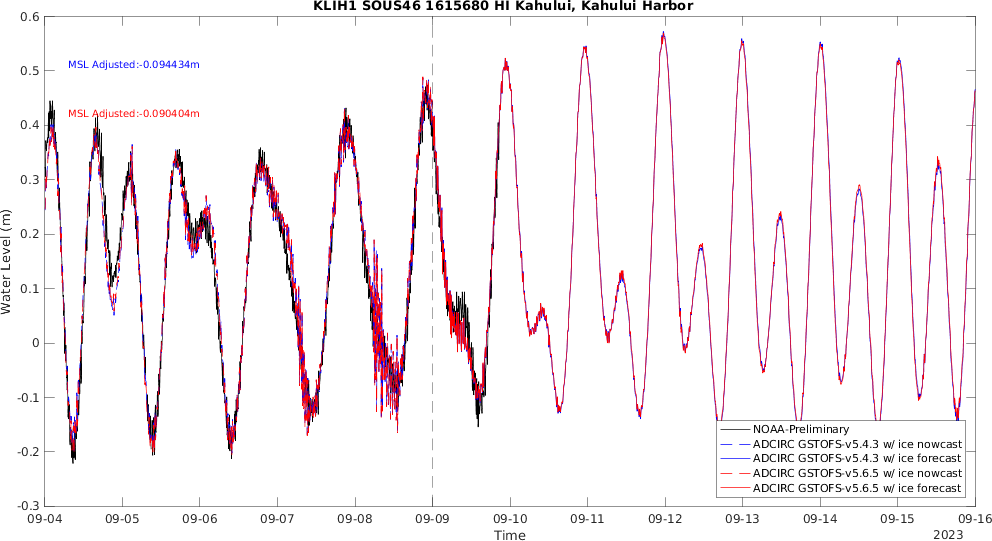 KLIH1 SOUS46 1615680 HI Kahului, Kahului Harbor
0.6
0.5
0.4
0.3
0.2
0.1
0
-0.1
-0.2
-0.3
Water Level (m)
MSL Adjusted:-0.094434m
MSL Adjusted:-0.090404m
NOAA-Preliminary
ADCIRC GSTOFS-v5.4.3 w/ ice nowcast
ADCIRC GSTOFS-v5.4.3 w/ ice forecast
ADCIRC GSTOFS-v5.6.5 w/ ice nowcast
ADCIRC GSTOFS-v5.6.5 w/ ice forecast
09-04 09-05 09-06 09-07 09-08 09-09 09-10 09-11 09-12 09-13 09-14 09-15 09-16
Time
2023